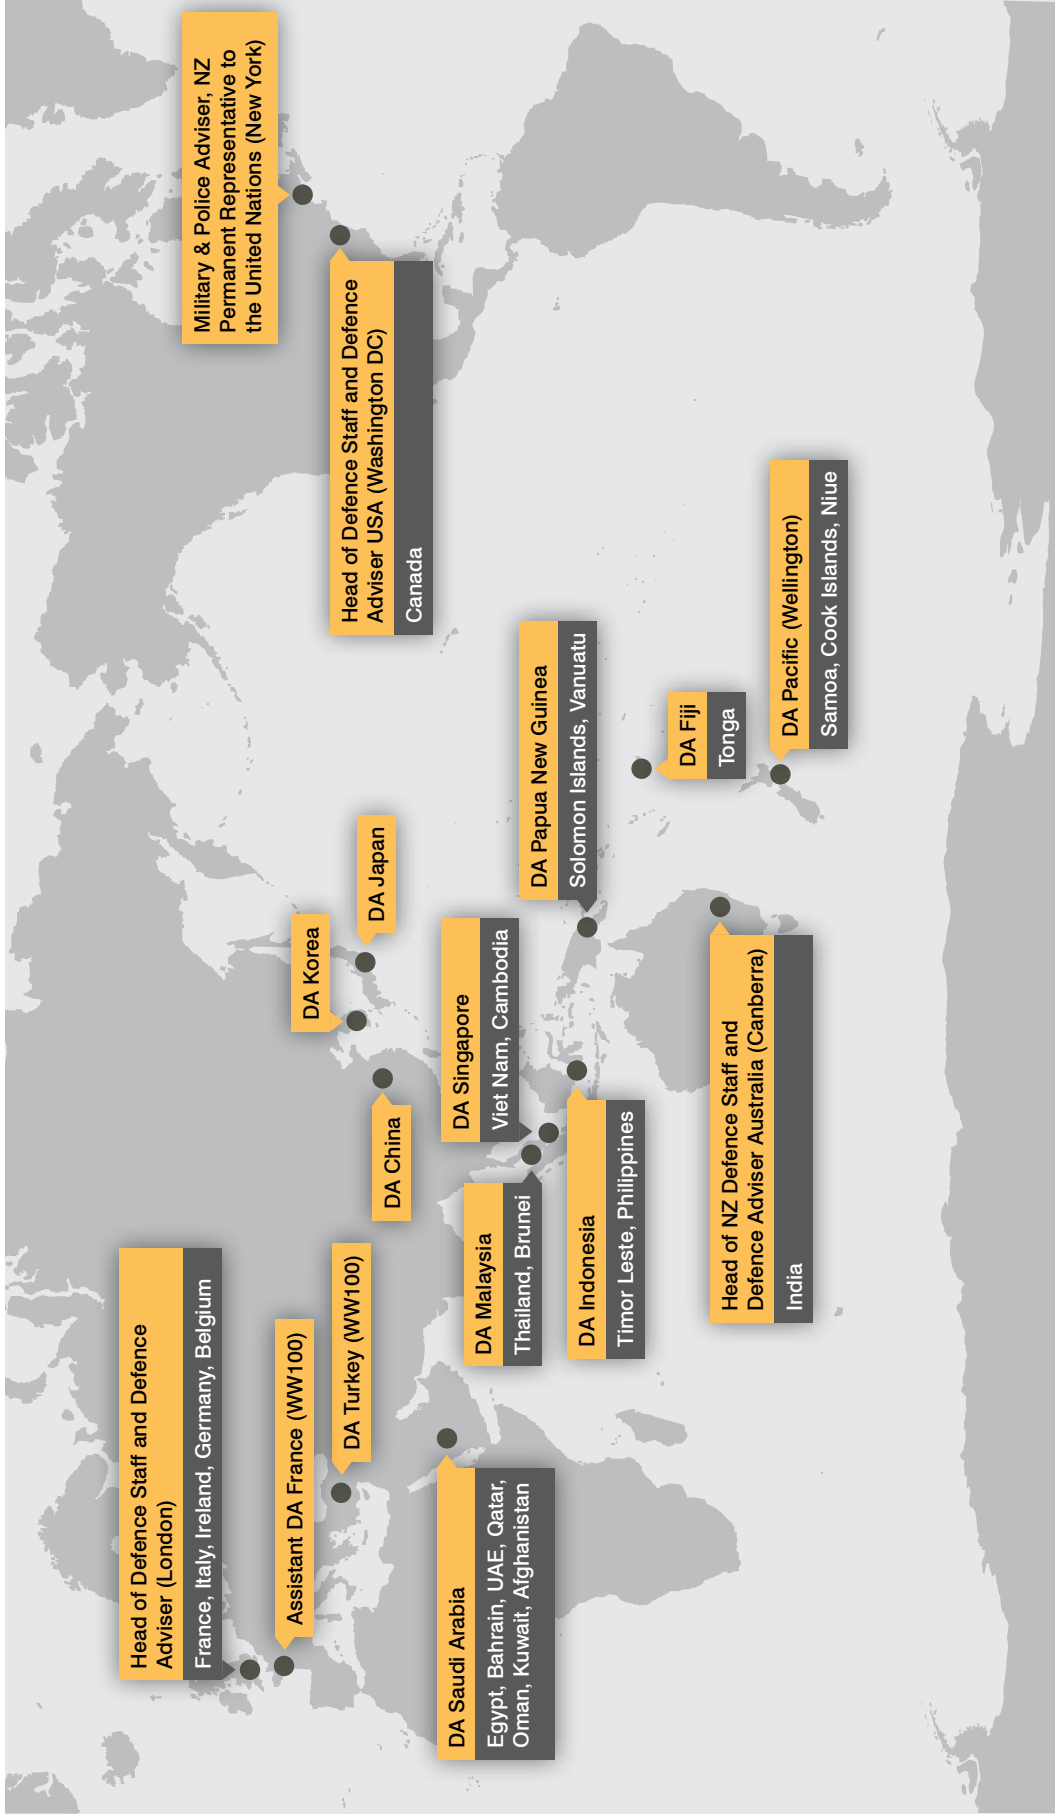 Head of Defence Staff and Defence
Adviser (London)
France, Italy, Ireland, Germany, Belgium
Assistant DA France (WW100)
DA Turkey (WW100)
DA Saudi Arabia
Egypt, Bahrain, UAE, Qatar,
Oman, Kuwait, Afghanistan
DA China
DA Korea
DA Japan
DA Malaysia
Thailand, Brunei
DA Singapore
Viet Nam, Cambodia
DA Indonesia
Timor Leste, Philippines
DA Papua New Guinea
Solomon Islands, Vanuatu
Head of NZ Defence Staff and
Defence Adviser Australia (Canberra)
India
DA Fiji
Tonga
DA Pacific (Wellington)
Samoa, Cook Islands, Niue
Military & Police Adviser, NZ
Permanent Representative to
the United Nations (New York)
Head of Defence Staff and Defence
Adviser USA (Washington DC)
Canada